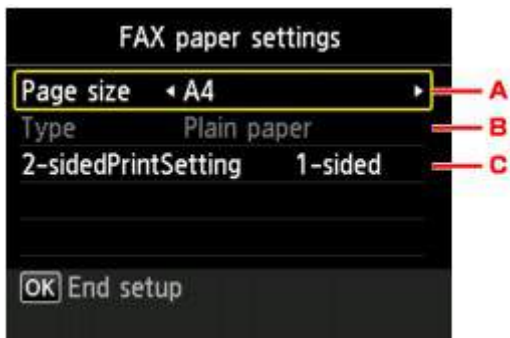 FAX paper settings
Page size A4 A
Type Plain paper B
2-sidedPrintSetting 1-sided C
OK End setup